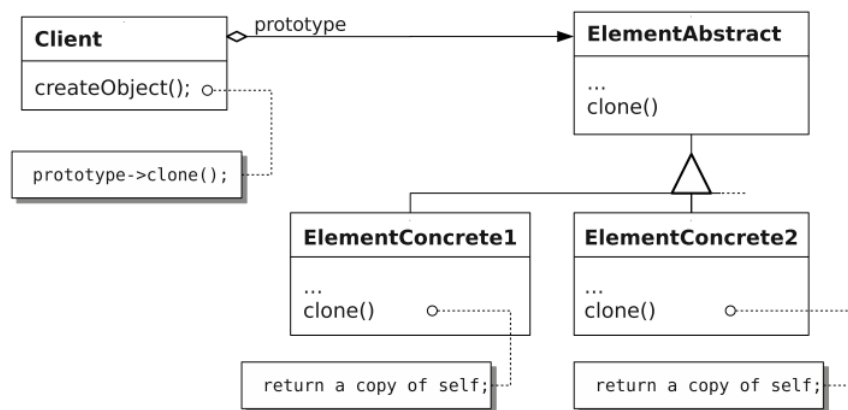 Client
prototype
ElementAbstract
createObject();
...
clone()
prototype->clone();
ElementConcrete1
ElementConcrete2
...
clone()
...
clone()
return a copy of self;
return a copy of self;